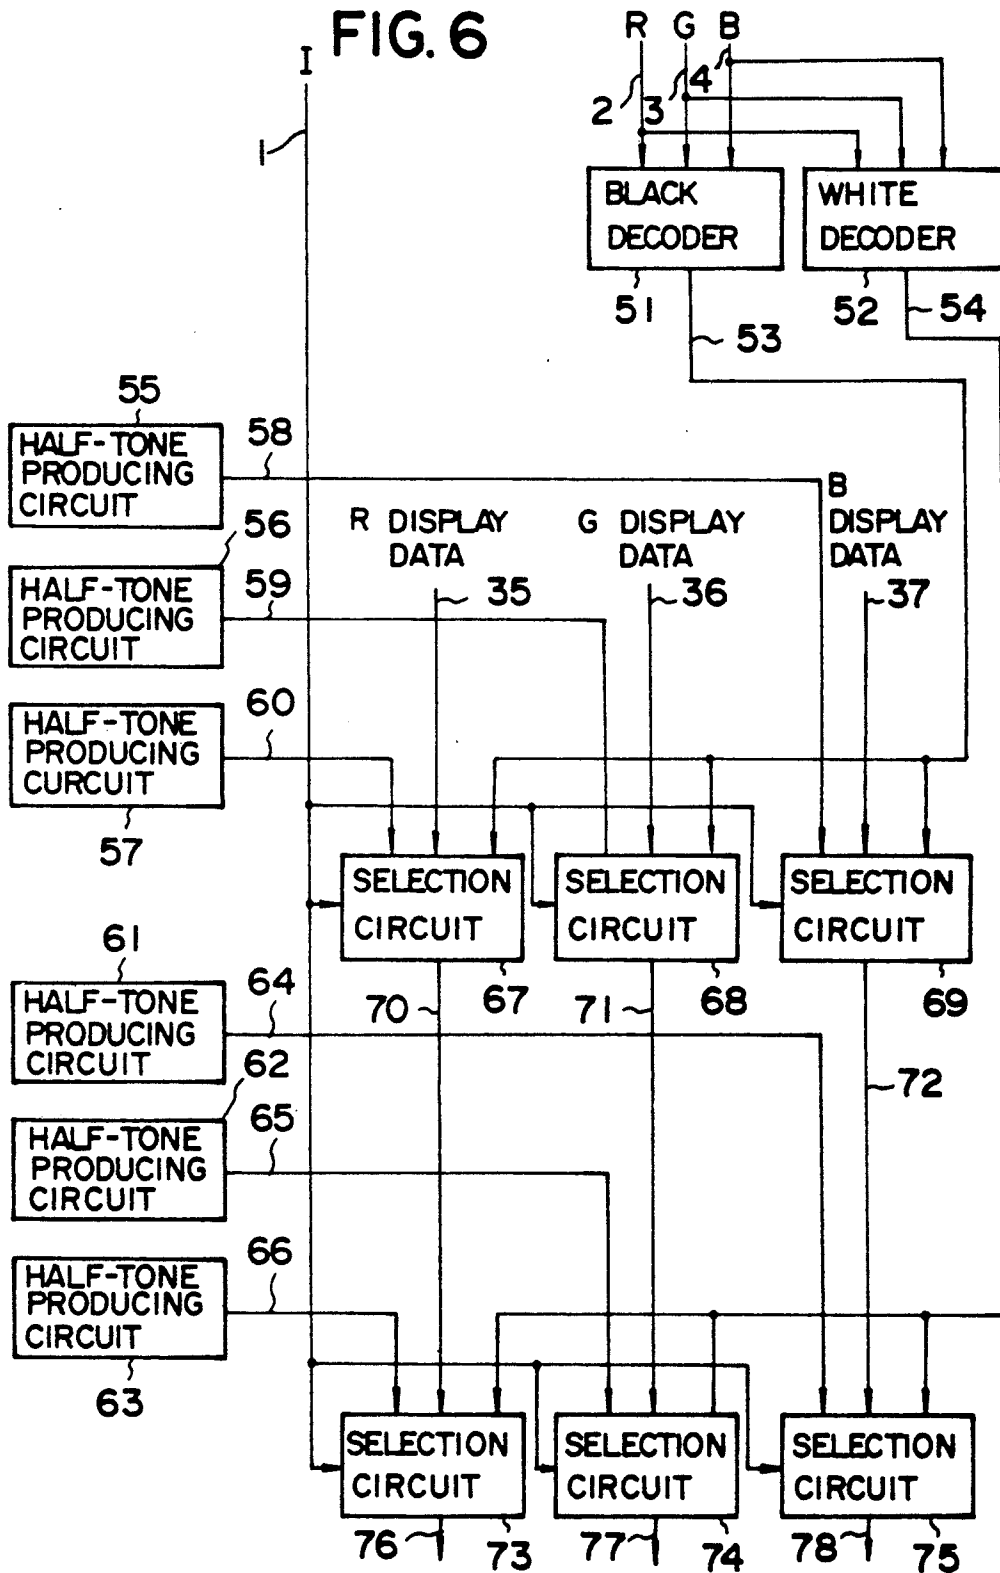 FIG. 6
I
R G B
1
2 3 4
BLACK
DECODER
WHITE
DECODER
51
52
53
54
55
HALF-TONE
PRODUCING
CIRCUIT
58
56
HALF-TONE
PRODUCING
CIRCUIT
59
R DISPLAY
DATA
35
G DISPLAY
DATA
36
B
DISPLAY
DATA
37
HALF-TONE
PRODUCING
CURCUIT
60
57
SELECTION
CIRCUIT
67
SELECTION
CIRCUIT
68
SELECTION
CIRCUIT
69
70
71
72
61
HALF-TONE
PRODUCING
CIRCUIT
64
62
HALF-TONE
PRODUCING
CIRCUIT
65
HALF-TONE
PRODUCING
CIRCUIT
66
63
SELECTION
CIRCUIT
73
SELECTION
CIRCUIT
74
SELECTION
CIRCUIT
75
76
77
78